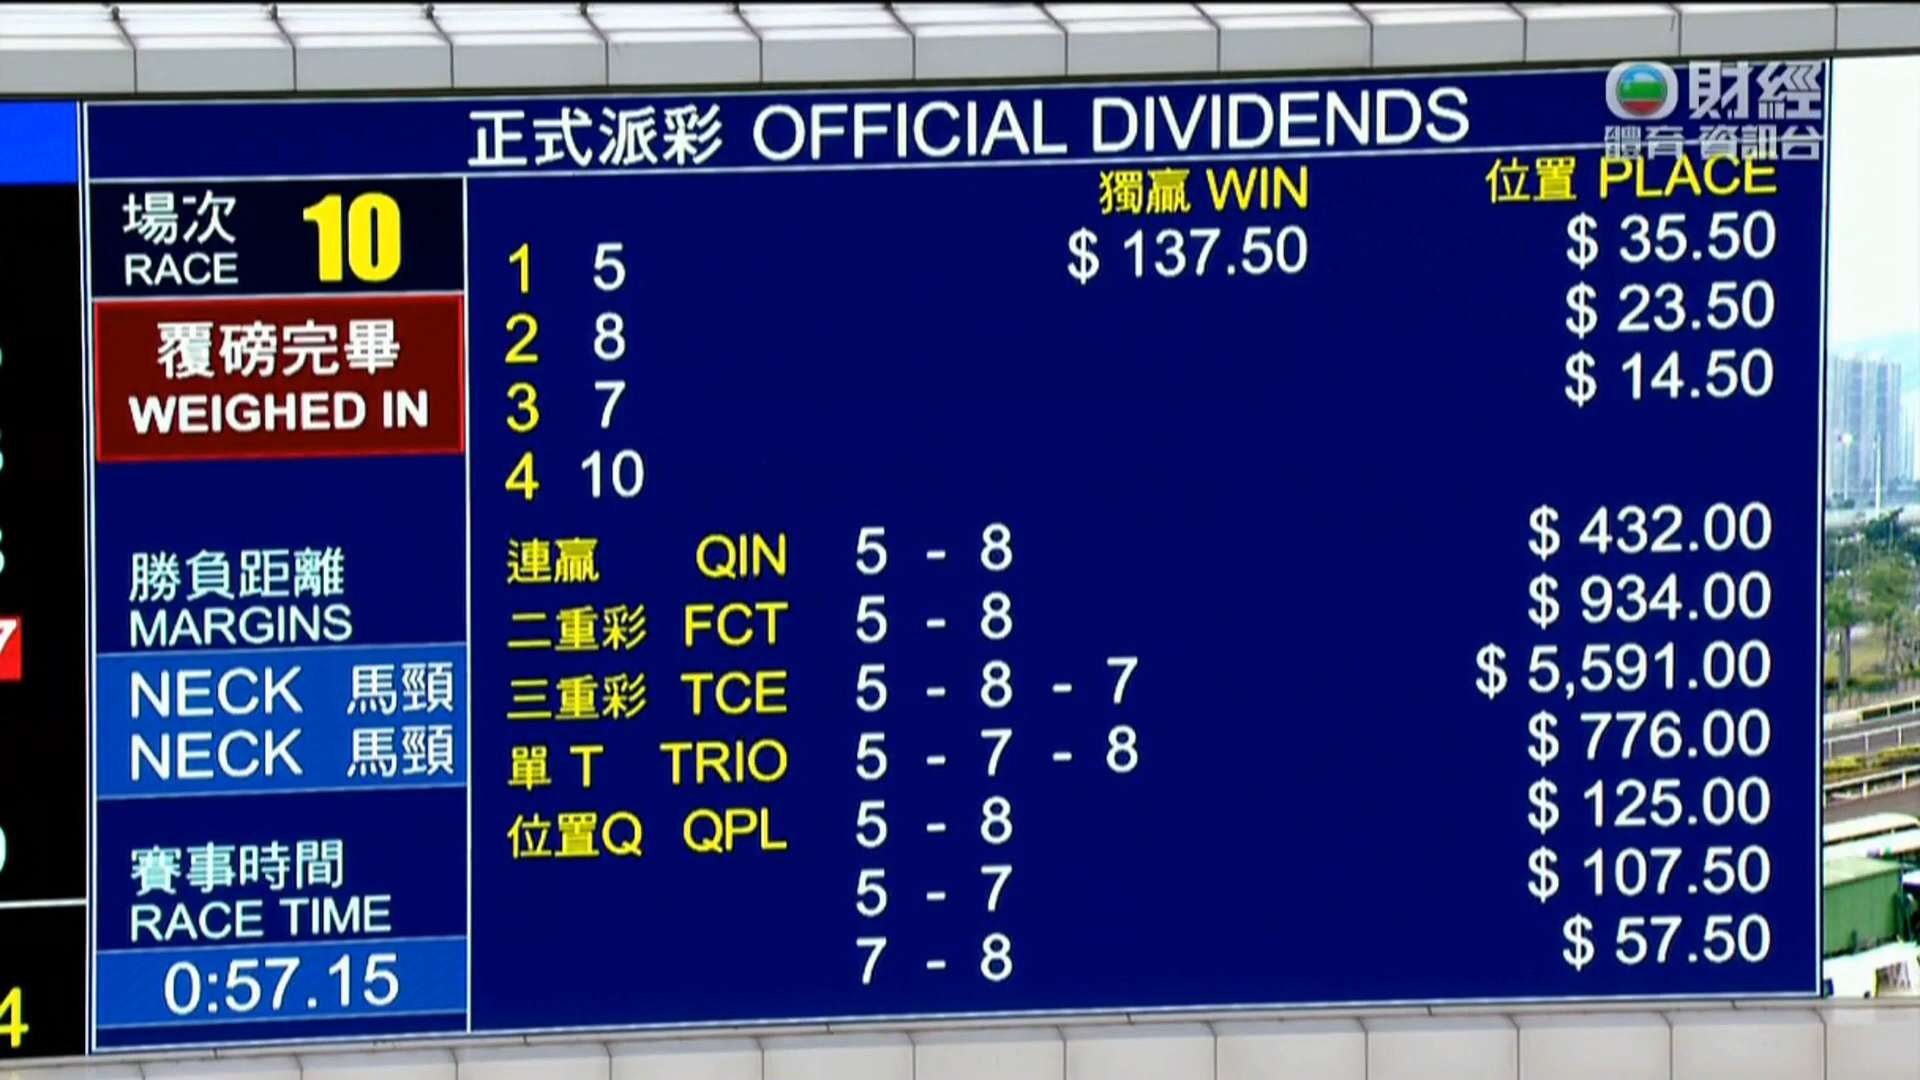 財經
體育 資訊台
正式派彩 OFFICIAL DIVIDENDS
場次
RACE
10
覆磅完畢
WEIGHED IN
勝負距離
MARGINS
NECK 馬頸
NECK 馬頸
賽事時間
RACE TIME
0:57.15
獨贏 WIN 位置 PLACE
1 5 $ 137.50 $ 35.50
2 8 $ 23.50
3 7 $ 14.50
4 10
連贏 QIN 5 - 8 $ 432.00
二重彩 FCT 5 - 8 $ 934.00
三重彩 TCE 5 - 8 - 7 $ 5,591.00
單T TRIO 5 - 7 - 8 $ 776.00
位置Q QPL 5 - 8 $ 125.00
5 - 7 $ 107.50
7 - 8 $ 57.50
7
4